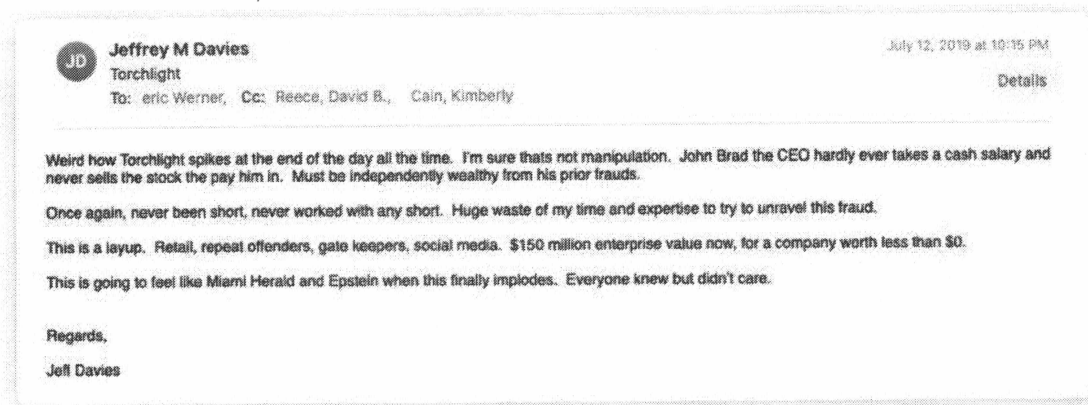 JD
Jeffrey M Davies
July 12, 2019 at 10:15 PM
Torchlight
Details
To: eric Werner, Cc: Reece, David B., Cain, Kimberly
Weird how Torchlight spikes at the end of the day all the time. I'm sure thats not manipulation. John Brad the CEO hardly ever takes a cash salary and
never sells the stock the pay him in. Must be independently wealthy from his prior frauds.
Once again, never been short, never worked with any short. Huge waste of my time and expertise to try to unravel this fraud.
This is a layup. Retail, repeat offenders, gate keepers, social media. $150 million enterprise value now, for a company worth less than $0.
This is going to feel like Miami Herald and Epstein when this finally implodes. Everyone knew but didn't care.
Regards,
Jeff Davies